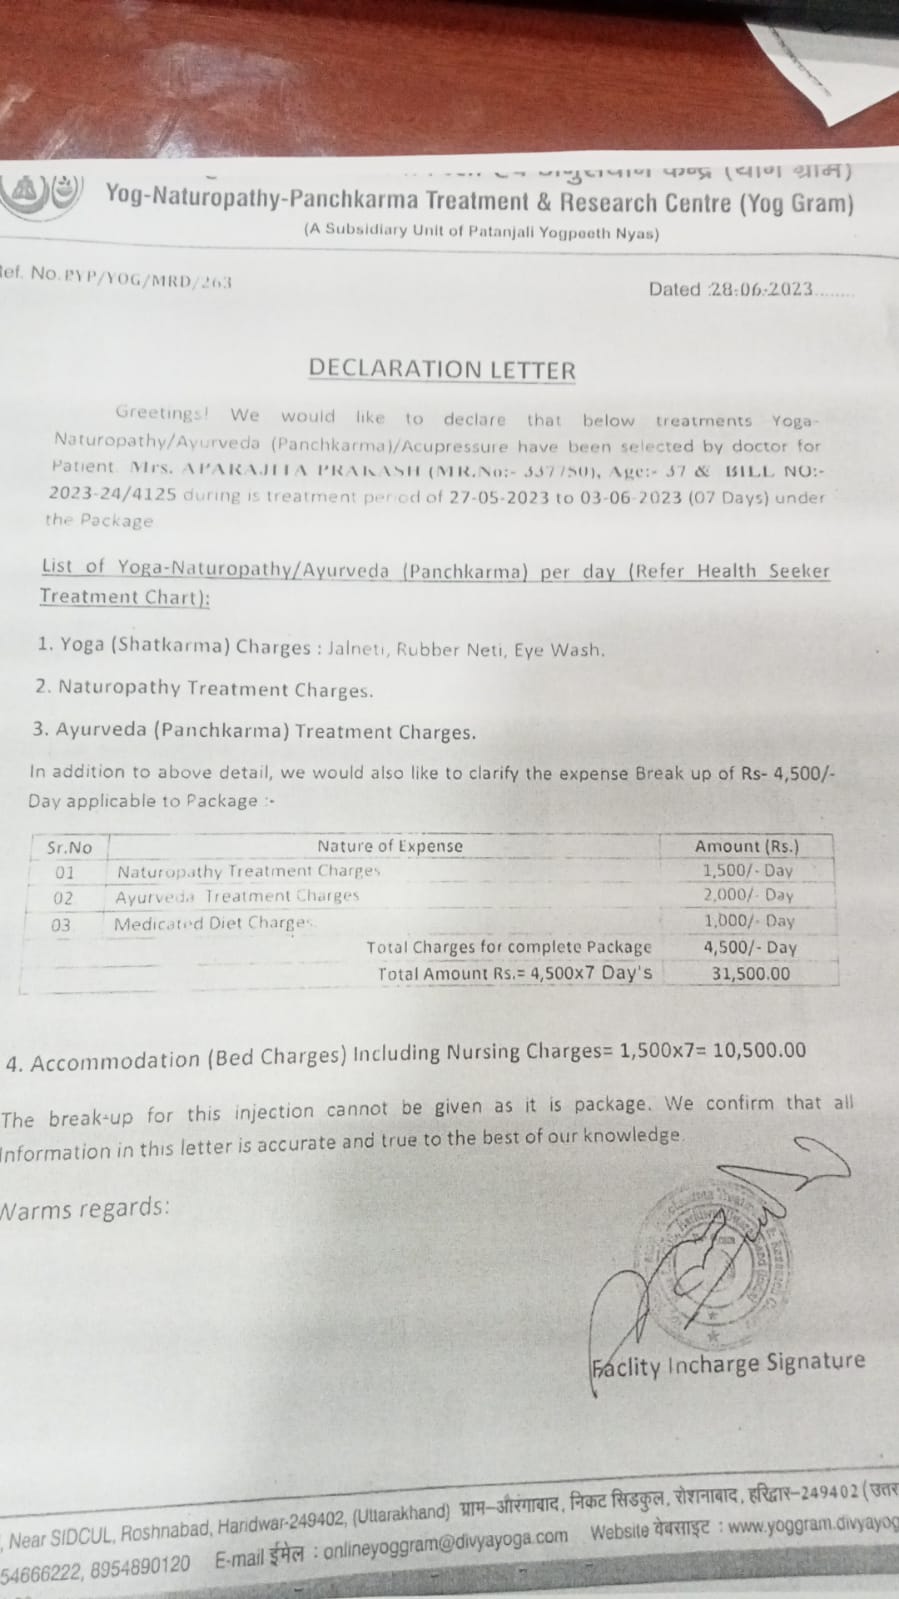 केन्द्र (योग ग्राम)
Yog-Naturopathy-Panchkarma Treatment & Research Centre (Yog Gram)
(A Subsidiary Unit of Patanjali Yogpeeth Nyas)
Ref. No. PYP/YOG/MRD/263
Dated :28-06-2023........
DECLARATION LETTER
Greetings! We would like to declare that below treatments Yoga-
Naturopathy/Ayurveda (Panchkarma)/Acupressure have been selected by doctor for
Patient Mrs. APARAJITA PRAKASH (MR.No:- 337750), Age:- 37 & BILL NO:-
2023-24/4125 during is treatment period of 27-05-2023 to 03-06-2023 (07 Days) under
the Package
List of Yoga-Naturopathy/Ayurveda (Panchkarma) per day (Refer Health Seeker
Treatment Chart):
1. Yoga (Shatkarma) Charges : Jalneti, Rubber Neti, Eye Wash.
2. Naturopathy Treatment Charges.
3. Ayurveda (Panchkarma) Treatment Charges.
In addition to above detail, we would also like to clarify the expense Break up of Rs- 4,500/-
Day applicable to Package :-
Sr.No Nature of Expense Amount (Rs.)
01 Naturopathy Treatment Charges 1,500/- Day
02 Ayurveda Treatment Charges 2,000/- Day
03 Medicated Diet Charges 1,000/- Day
Total Charges for complete Package 4,500/- Day
Total Amount Rs.= 4,500x7 Day's 31,500.00
4. Accommodation (Bed Charges) Including Nursing Charges= 1,500x7= 10,500.00
The break-up for this injection cannot be given as it is package. We confirm that all
information in this letter is accurate and true to the best of our knowledge.
Warms regards:
Faclity Incharge Signature
, Near SIDCUL, Roshnabad, Haridwar-249402, (Uttarakhand) ग्राम–औरंगाबाद, निकट सिडकुल, रोशनाबाद, हरिद्वार–249402 (उत्तर
54666222, 8954890120 E-mail ईमेल : onlineyoggram@divyayoga.com Website वेबसाइट : www.yoggram.divyayog